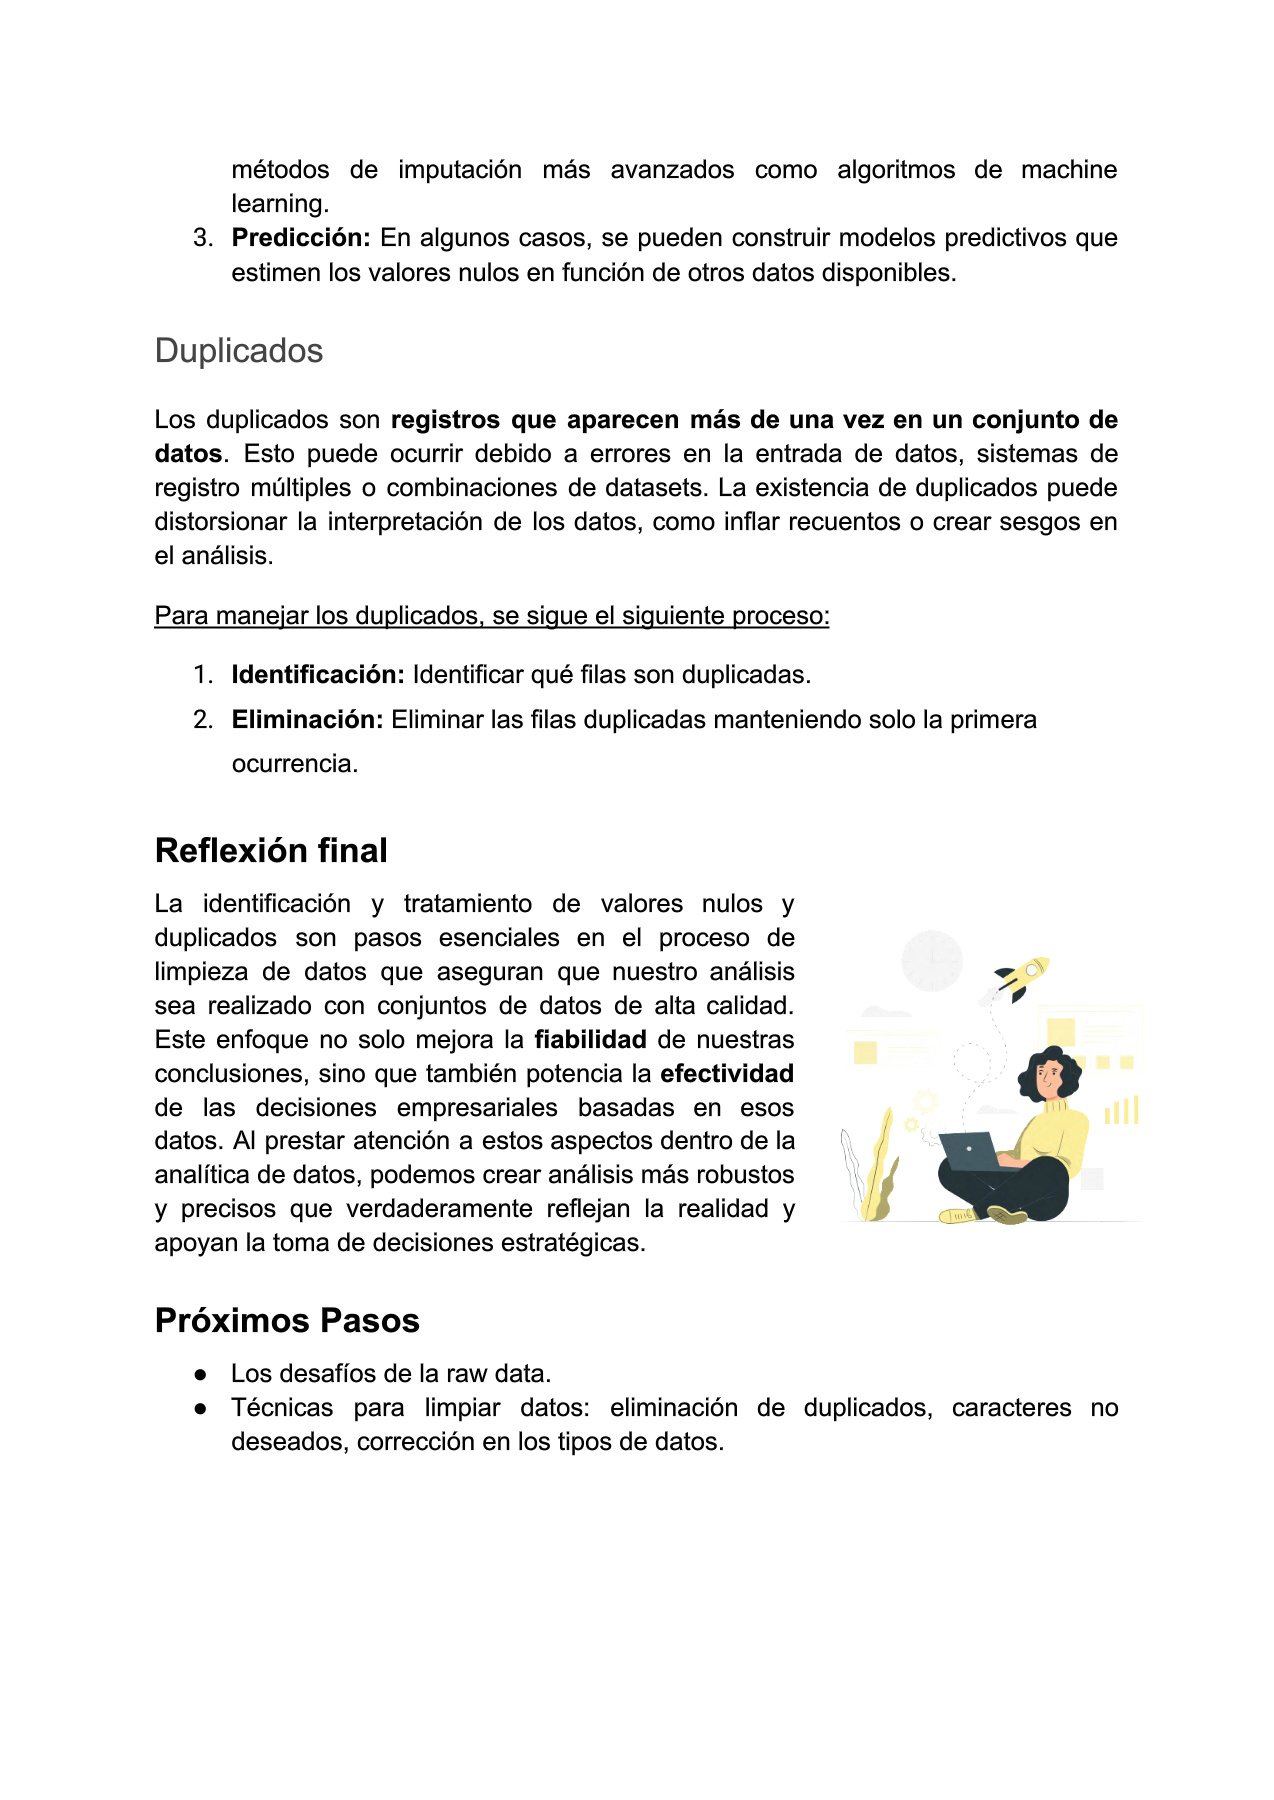 métodos de imputación más avanzados como algoritmos de machine
learning.
3. Predicción: En algunos casos, se pueden construir modelos predictivos que
estimen los valores nulos en función de otros datos disponibles.
Duplicados
Los duplicados son registros que aparecen más de una vez en un conjunto de
datos. Esto puede ocurrir debido a errores en la entrada de datos, sistemas de
registro múltiples o combinaciones de datasets. La existencia de duplicados puede
distorsionar la interpretación de los datos, como inflar recuentos o crear sesgos en
el análisis.
Para manejar los duplicados, se sigue el siguiente proceso:
1. Identificación: Identificar qué filas son duplicadas.
2. Eliminación: Eliminar las filas duplicadas manteniendo solo la primera
ocurrencia.
Reflexión final
La identificación y tratamiento de valores nulos y
duplicados son pasos esenciales en el proceso de
limpieza de datos que aseguran que nuestro análisis
sea realizado con conjuntos de datos de alta calidad.
Este enfoque no solo mejora la fiabilidad de nuestras
conclusiones, sino que también potencia la efectividad
de las decisiones empresariales basadas en esos
datos. Al prestar atención a estos aspectos dentro de la
analítica de datos, podemos crear análisis más robustos
y precisos que verdaderamente reflejan la realidad y
apoyan la toma de decisiones estratégicas.
Próximos Pasos
● Los desafíos de la raw data.
● Técnicas para limpiar datos: eliminación de duplicados, caracteres no
deseados, corrección en los tipos de datos.